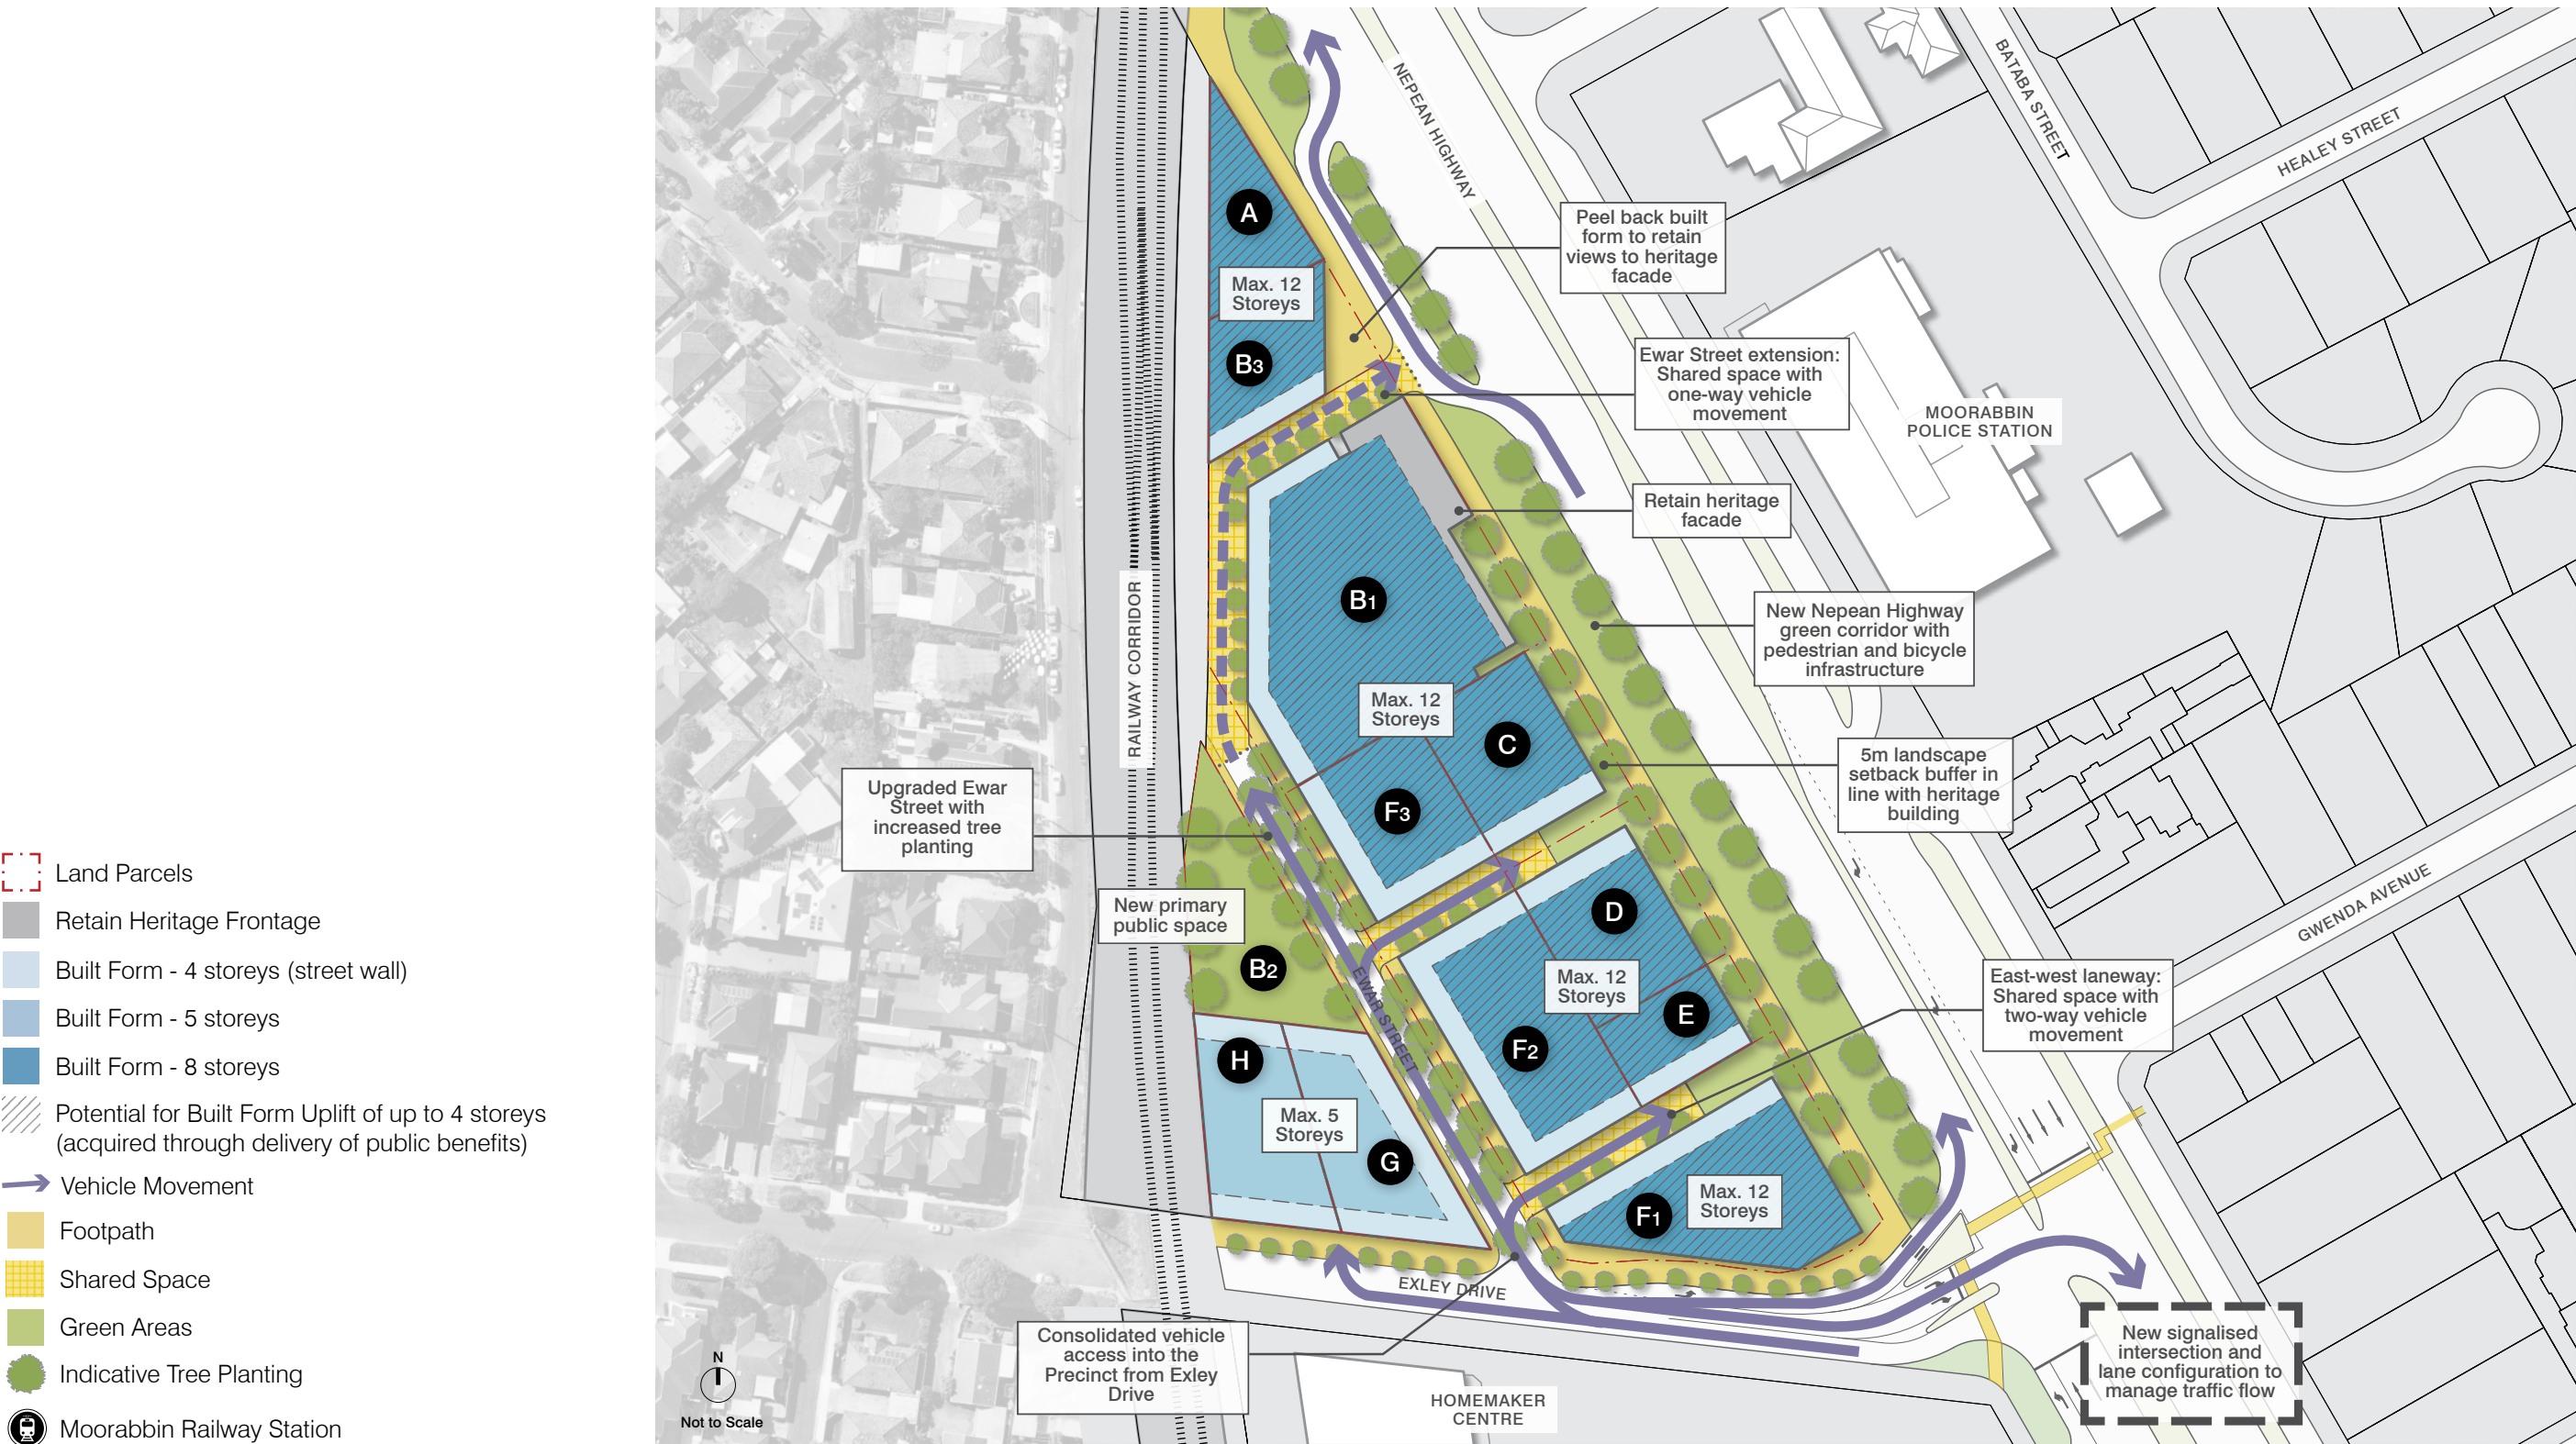 Land Parcels
Retain Heritage Frontage
Built Form - 4 storeys (street wall)
Built Form - 5 storeys
Built Form - 8 storeys
Potential for Built Form Uplift of up to 4 storeys
(acquired through delivery of public benefits)
Vehicle Movement
Footpath
Shared Space
Green Areas
Indicative Tree Planting
Moorabbin Railway Station
NEPEAN HIGHWAY
BATABA STREET
HEALEY STREET
A
Max. 12
Storeys
B3
Peel back built
form to retain
views to heritage
facade
Ewar Street extension:
Shared space with
one-way vehicle
movement
MOORABBIN
POLICE STATION
Retain heritage
facade
B1
New Nepean Highway
green corridor with
pedestrian and bicycle
infrastructure
RAILWAY CORRIDOR
Max. 12
Storeys
C
F3
5m landscape
setback buffer in
line with heritage
building
Upgraded Ewar
Street with
increased tree
planting
New primary
public space
B2
D
Max. 12
Storeys
E
F2
GWENDA AVENUE
East-west laneway:
Shared space with
two-way vehicle
movement
EWAR STREET
H
Max. 5
Storeys
G
F1
Max. 12
Storeys
EXLEY DRIVE
Consolidated vehicle
access into the
Precinct from Exley
Drive
New signalised
intersection and
lane configuration to
manage traffic flow
HOMEMAKER
CENTRE
N
Not to Scale